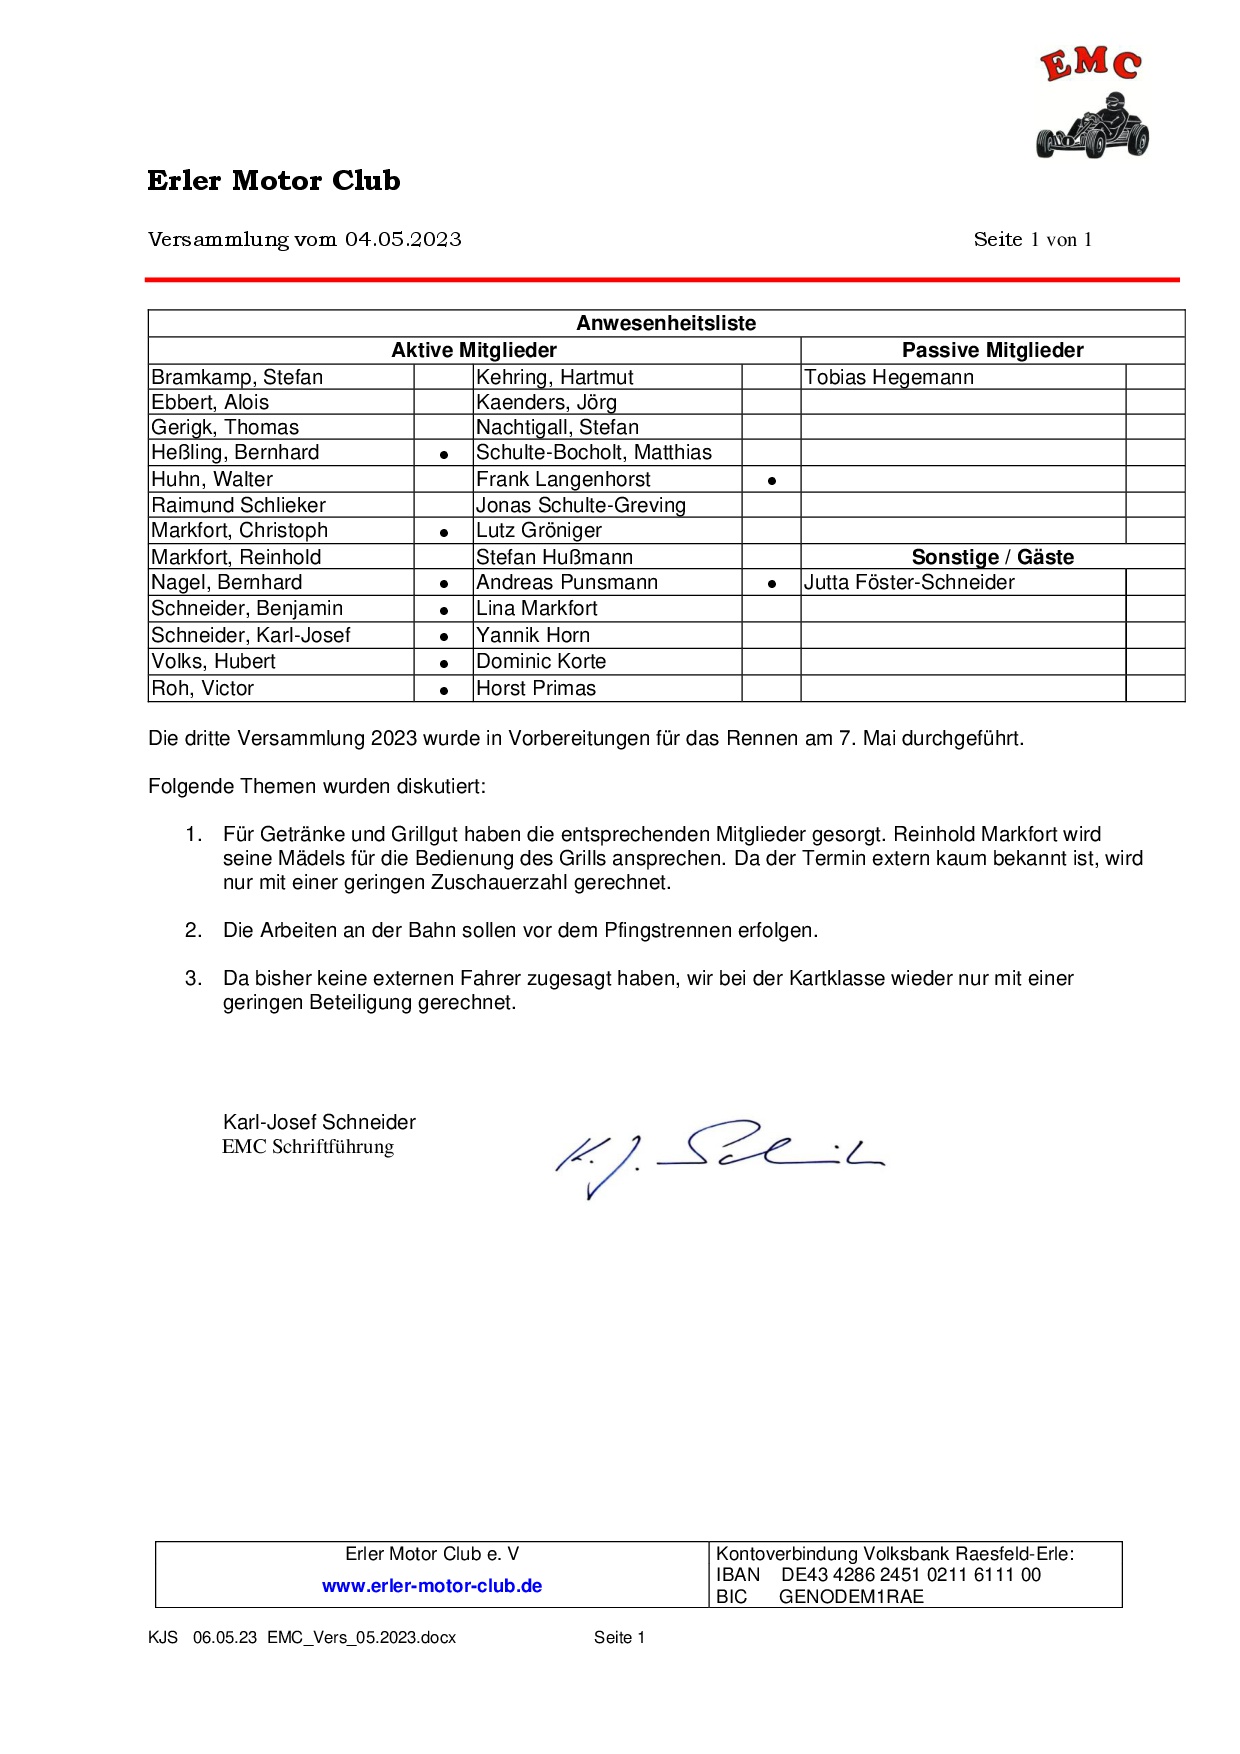 EMC
Erler Motor Club
Versammlung vom 04.05.2023 Seite 1 von 1
Anwesenheitsliste
Aktive Mitglieder Passive Mitglieder
Bramkamp, Stefan Kehring, Hartmut Tobias Hegemann
Ebbert, Alois Kaenders, Jörg
Gerigk, Thomas Nachtigall, Stefan
Heßling, Bernhard ● Schulte-Bocholt, Matthias
Huhn, Walter Frank Langenhorst ●
Raimund Schlieker Jonas Schulte-Greving
Markfort, Christoph ● Lutz Gröniger
Markfort, Reinhold Stefan Hußmann Sonstige / Gäste
Nagel, Bernhard ● Andreas Punsmann ● Jutta Föster-Schneider
Schneider, Benjamin ● Lina Markfort
Schneider, Karl-Josef ● Yannik Horn
Volks, Hubert ● Dominic Korte
Roh, Victor ● Horst Primas
Die dritte Versammlung 2023 wurde in Vorbereitungen für das Rennen am 7. Mai durchgeführt.
Folgende Themen wurden diskutiert:
1. Für Getränke und Grillgut haben die entsprechenden Mitglieder gesorgt. Reinhold Markfort wird
seine Mädels für die Bedienung des Grills ansprechen. Da der Termin extern kaum bekannt ist, wird
nur mit einer geringen Zuschauerzahl gerechnet.
2. Die Arbeiten an der Bahn sollen vor dem Pfingstrennen erfolgen.
3. Da bisher keine externen Fahrer zugesagt haben, wir bei der Kartklasse wieder nur mit einer
geringen Beteiligung gerechnet.
Karl-Josef Schneider
EMC Schriftführung
K. J. Schneider
Erler Motor Club e. V
www.erler-motor-club.de
Kontoverbindung Volksbank Raesfeld-Erle:
IBAN DE43 4286 2451 0211 6111 00
BIC GENODEM1RAE
KJS 06.05.23 EMC_Vers_05.2023.docx Seite 1